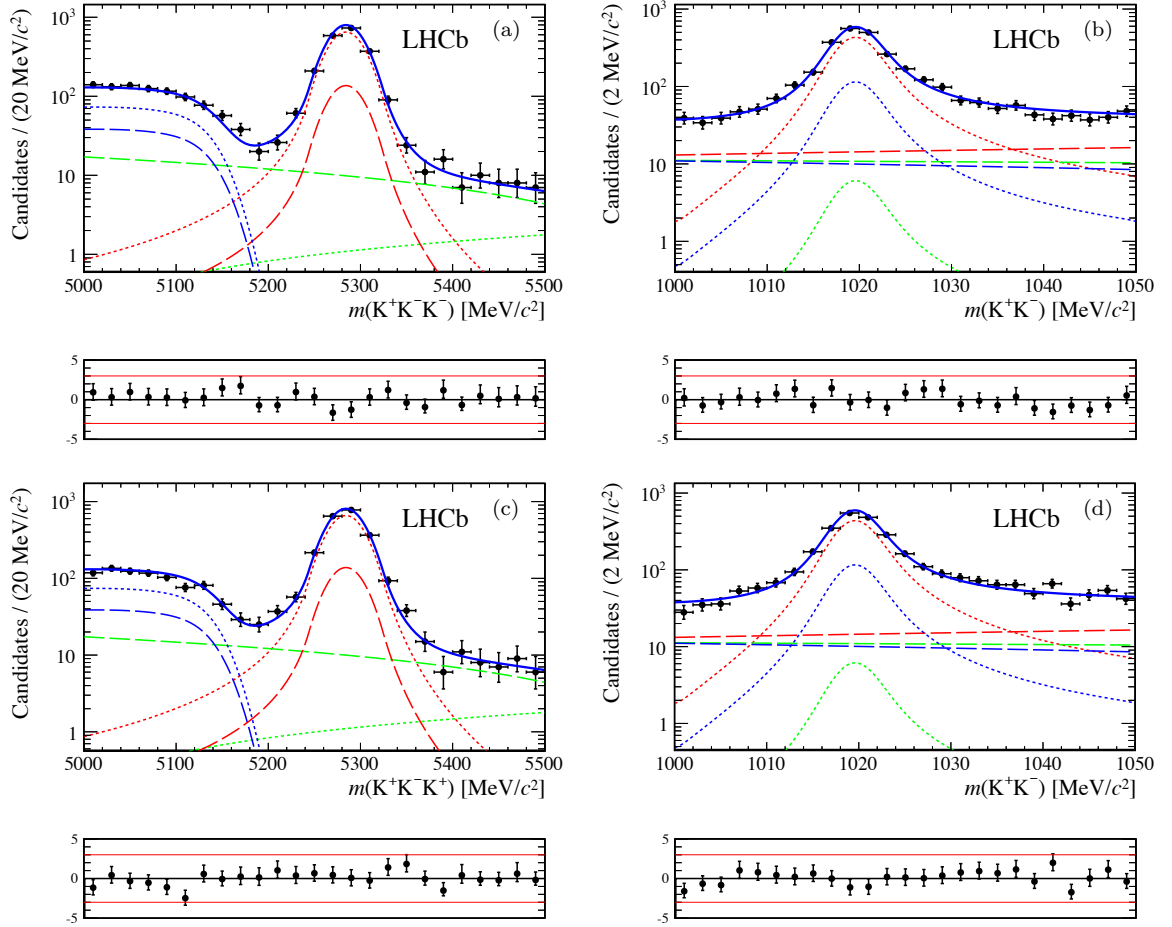 Candidates / (20 MeV/c²)
10³
10²
10
1
LHCb
(a)
5000 5100 5200 5300 5400 5500
m(K⁺K⁻K⁻) [MeV/c²]
5
0
-5
Candidates / (2 MeV/c²)
10³
10²
10
1
LHCb
(b)
1000 1010 1020 1030 1040 1050
m(K⁺K⁻) [MeV/c²]
5
0
-5
Candidates / (20 MeV/c²)
10³
10²
10
1
LHCb
(c)
5000 5100 5200 5300 5400 5500
m(K⁺K⁻K⁺) [MeV/c²]
5
0
-5
Candidates / (2 MeV/c²)
10³
10²
10
1
LHCb
(d)
1000 1010 1020 1030 1040 1050
m(K⁺K⁻) [MeV/c²]
5
0
-5